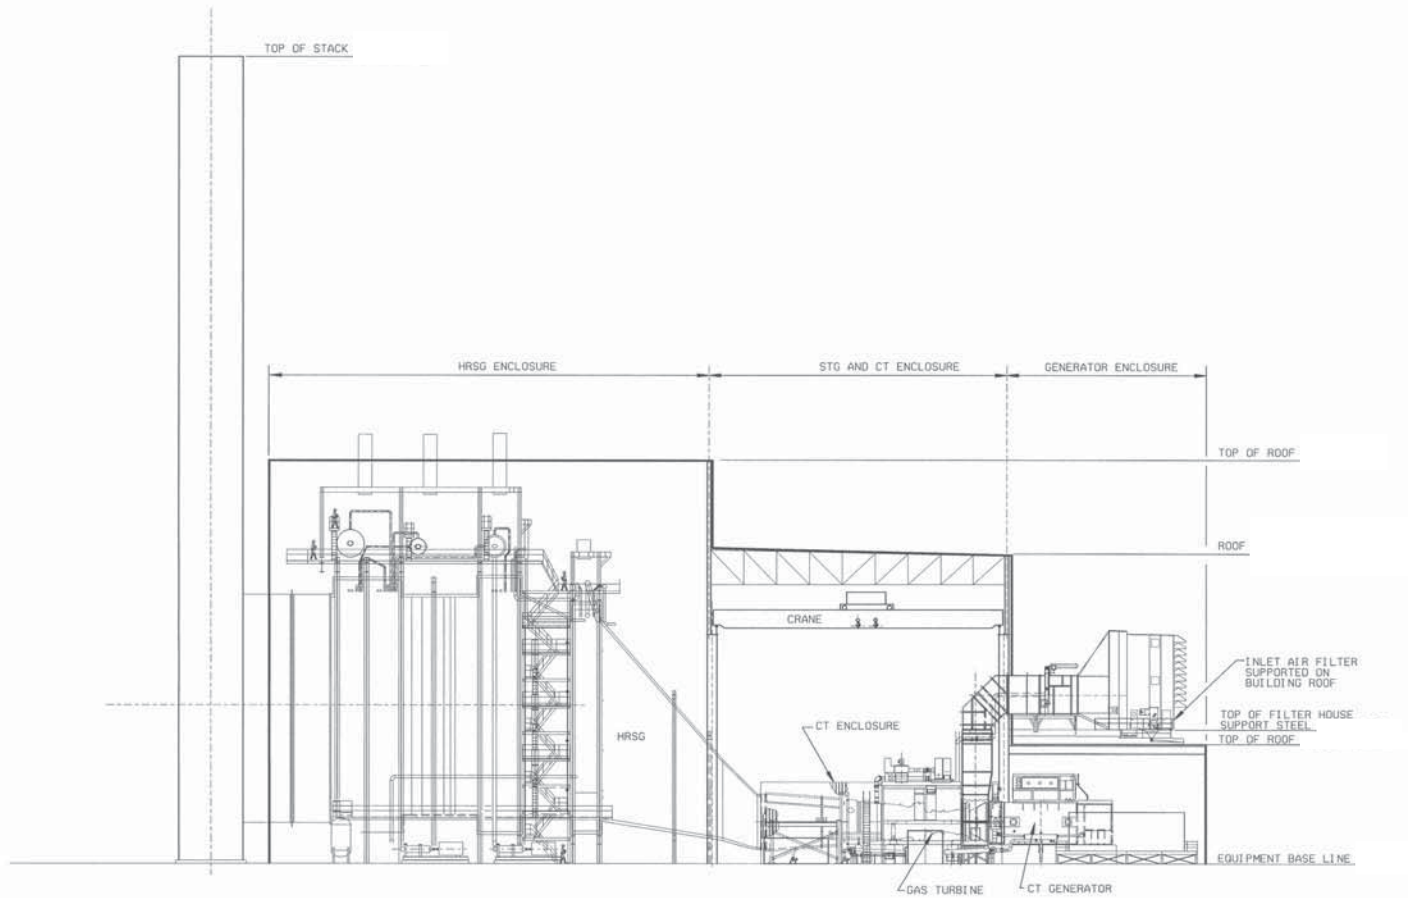 TOP OF STACK
HRSG ENCLOSURE
STG AND CT ENCLOSURE
GENERATOR ENCLOSURE
TOP OF ROOF
ROOF
CRANE
INLET AIR FILTER
SUPPORTED ON
BUILDING ROOF
TOP OF FILTER HOUSE
SUPPORT STEEL
TOP OF ROOF
CT ENCLOSURE
HRSG
EQUIPMENT BASE LINE
GAS TURBINE
CT GENERATOR